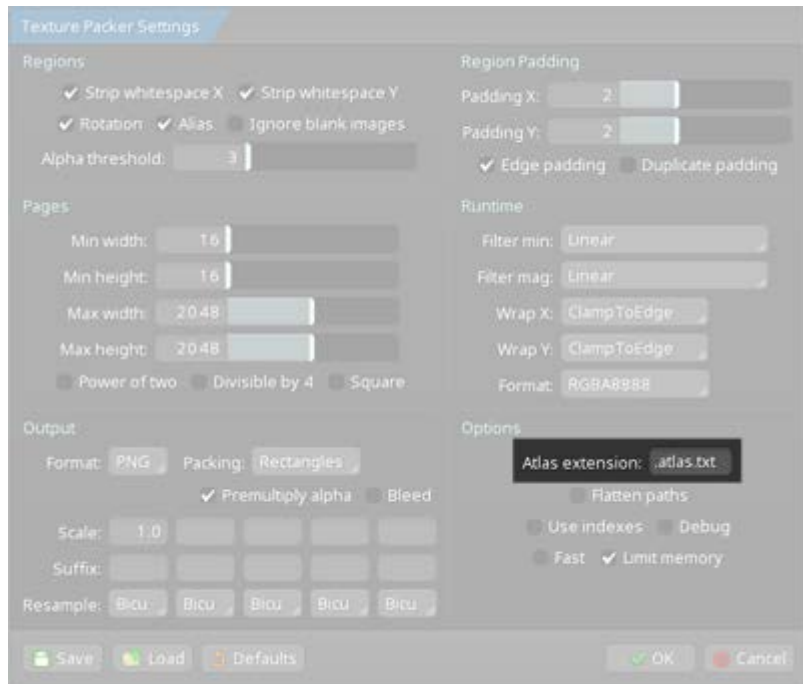 Texture Packer Settings
Regions
Strip whitespace X Strip whitespace Y
Rotation Alias Ignore blank images
Alpha threshold: 3
Region Padding
Padding X: 2
Padding Y: 2
Edge padding Duplicate padding
Pages
Min width: 16
Min height: 16
Max width: 2048
Max height: 2048
Power of two Divisible by 4 Square
Runtime
Filter min: Linear
Filter mag: Linear
Wrap X: ClampToEdge
Wrap Y: ClampToEdge
Format: RGBA8888
Output
Format: PNG Packing: Rectangles
Premultiply alpha Bleed
Scale: 1.0
Suffix:
Resample: Bicu Bicu Bicu Bicu Bicu
Options
Atlas extension: .atlas.txt
Flatten paths
Use indexes Debug
Fast Limit memory
Save Load Defaults OK Cancel